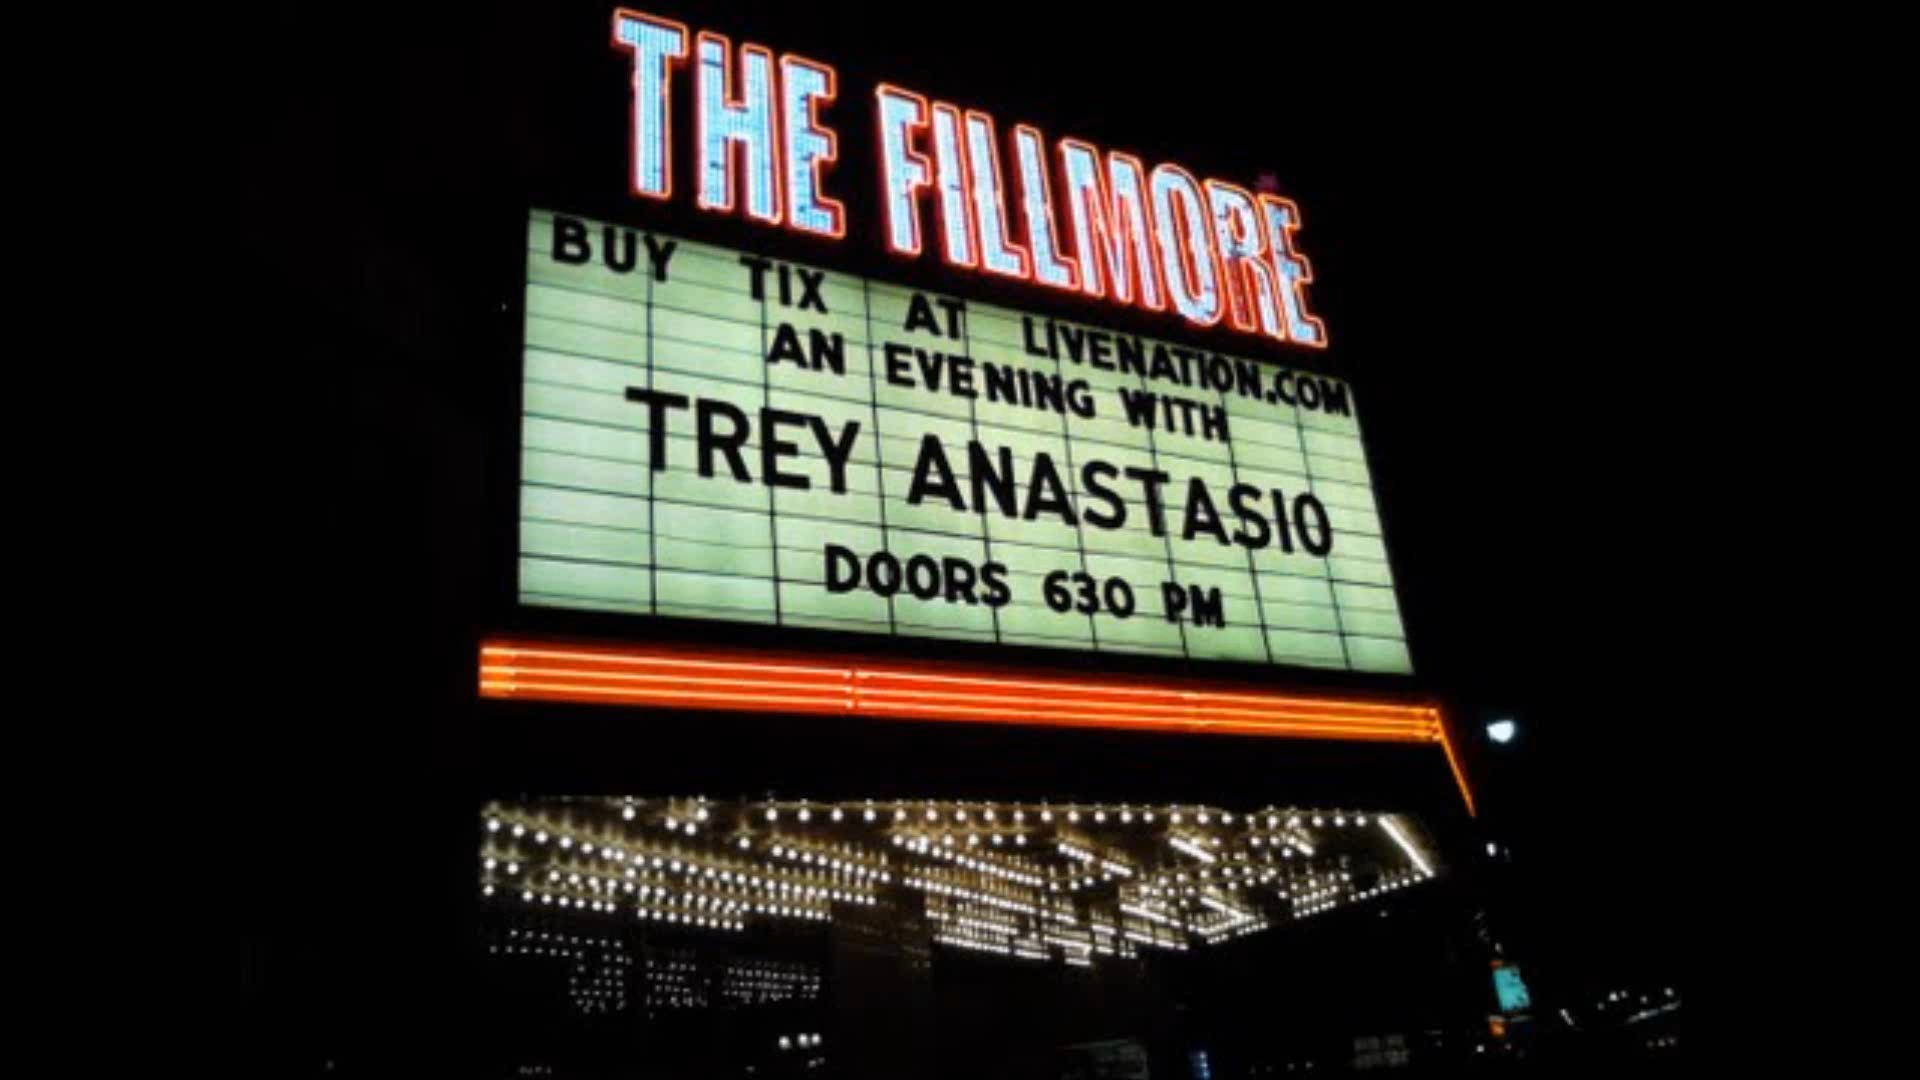 THE FILLMORE
BUY TIX AT LIVENATION.COM
AN EVENING WITH
TREY ANASTASIO
DOORS 630 PM